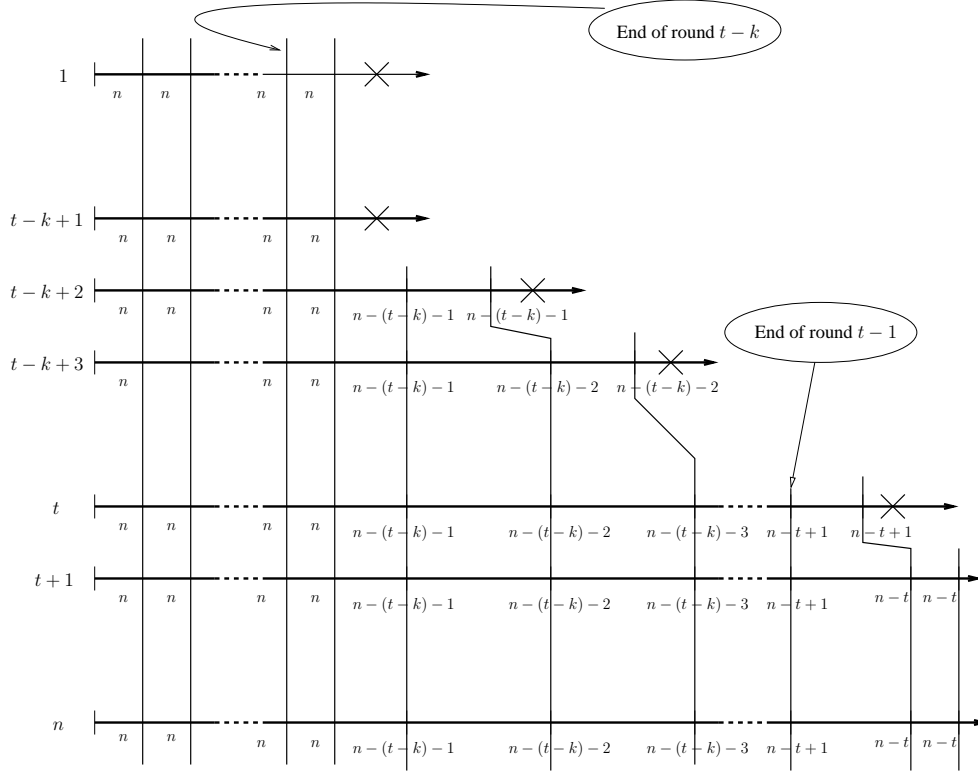 End of round t − k
1
n n n n
t − k + 1
n n n n
t − k + 2
n n n n n − (t − k) − 1 n − (t − k) − 1
End of round t − 1
t − k + 3
n n n n − (t − k) − 1 n − (t − k) − 2 n − (t − k) − 2
t
n n n n n − (t − k) − 1 n − (t − k) − 2 n − (t − k) − 3 n − t + 1 n − t + 1
t + 1
n n n n n − (t − k) − 1 n − (t − k) − 2 n − (t − k) − 3 n − t + 1 n − t n − t
n
n n n n n − (t − k) − 1 n − (t − k) − 2 n − (t − k) − 3 n − t + 1 n − t n − t